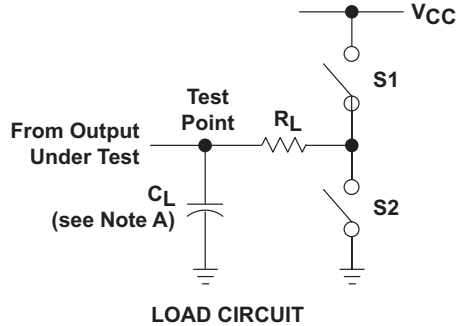 VCC
S1
Test
Point
RL
From Output
Under Test
CL
(see Note A)
S2
LOAD CIRCUIT